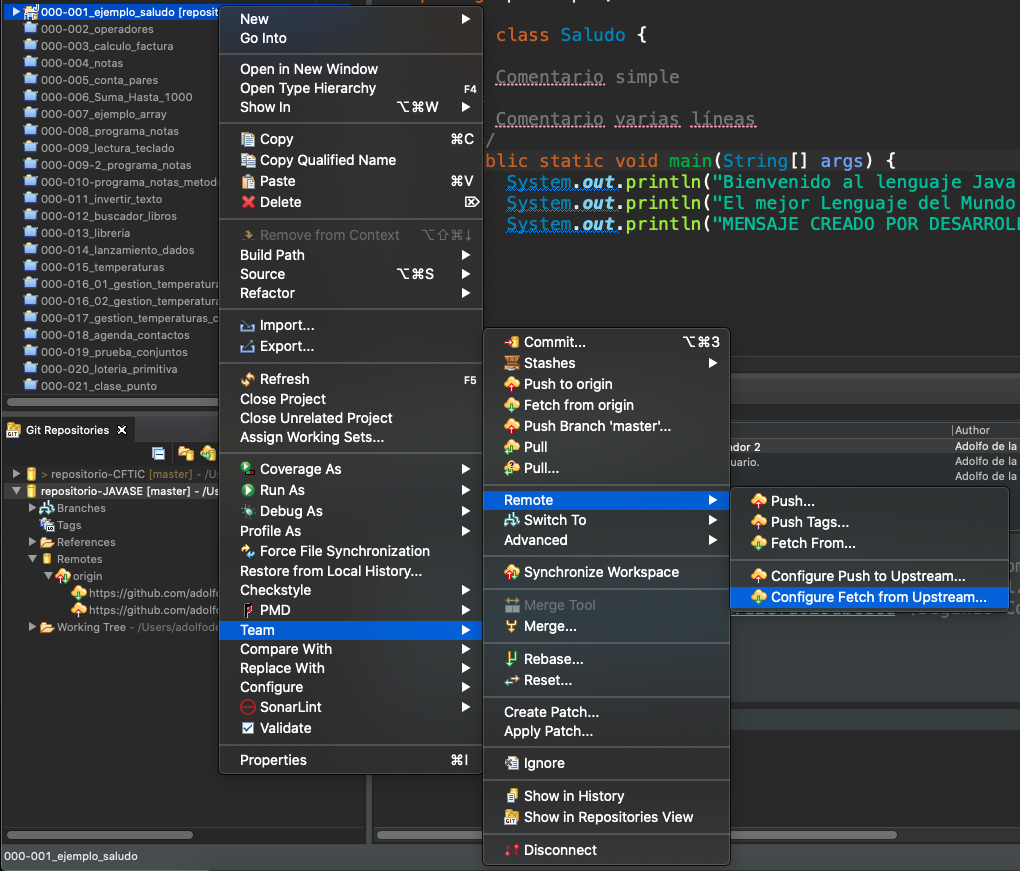 000-001_ejemplo_saludo [reposit
000-002_operadores
000-003_calculo_factura
000-004_notas
000-005_conta_pares
000-006_Suma_Hasta_1000
000-007_ejemplo_array
000-008_programa_notas
000-009_lectura_teclado
000-009-2_programa_notas
000-010-programa_notas_metod
000-011_invertir_texto
000-012_buscador_libros
000-013_libreria
000-014_lanzamiento_dados
000-015_temperaturas
000-016_01_gestion_temperatura
000-016_02_gestion_temperatura
000-017_gestion_temperaturas_c
000-018_agenda_contactos
000-019_prueba_conjuntos
000-020_loteria_primitiva
000-021_clase_punto
Git Repositories
> repositorio-CFTIC [master] - /Us
repositorio-JAVASE [master] - /Us
Branches
Tags
References
Remotes
origin
https://github.com/adolfo
https://github.com/adolfo
Working Tree - /Users/adolfode
000-001_ejemplo_saludo
New
Go Into
Open in New Window
Open Type Hierarchy F4
Show In ⌥⌘W
Copy ⌘C
Copy Qualified Name
Paste ⌘V
Delete ⌦
Remove from Context ⌥⇧⌘↓
Build Path
Source ⌥⌘S
Refactor
Import...
Export...
Refresh F5
Close Project
Close Unrelated Project
Assign Working Sets...
Coverage As
Run As
Debug As
Profile As
Force File Synchronization
Restore from Local History...
Checkstyle
PMD
Team
Compare With
Replace With
Configure
SonarLint
Validate
Properties ⌘I
class Saludo {
Comentario simple
Comentario varias líneas
/
blic static void main(String[] args) {
System.out.println("Bienvenido al lenguaje Java
System.out.println("El mejor Lenguaje del Mundo
System.out.println("MENSAJE CREADO POR DESARROLL
Commit... ⌥⌘3
Stashes
Push to origin
Fetch from origin
Push Branch 'master'...
Pull
Pull...
Remote
Switch To
Advanced
Synchronize Workspace
Merge Tool
Merge...
Rebase...
Reset...
Create Patch...
Apply Patch...
Ignore
Show in History
Show in Repositories View
Disconnect
Author
ador 2 Adolfo de la
uario. Adolfo de la
Adolfo de la
Push...
Push Tags...
Fetch From...
Configure Push to Upstream...
Configure Fetch from Upstream...